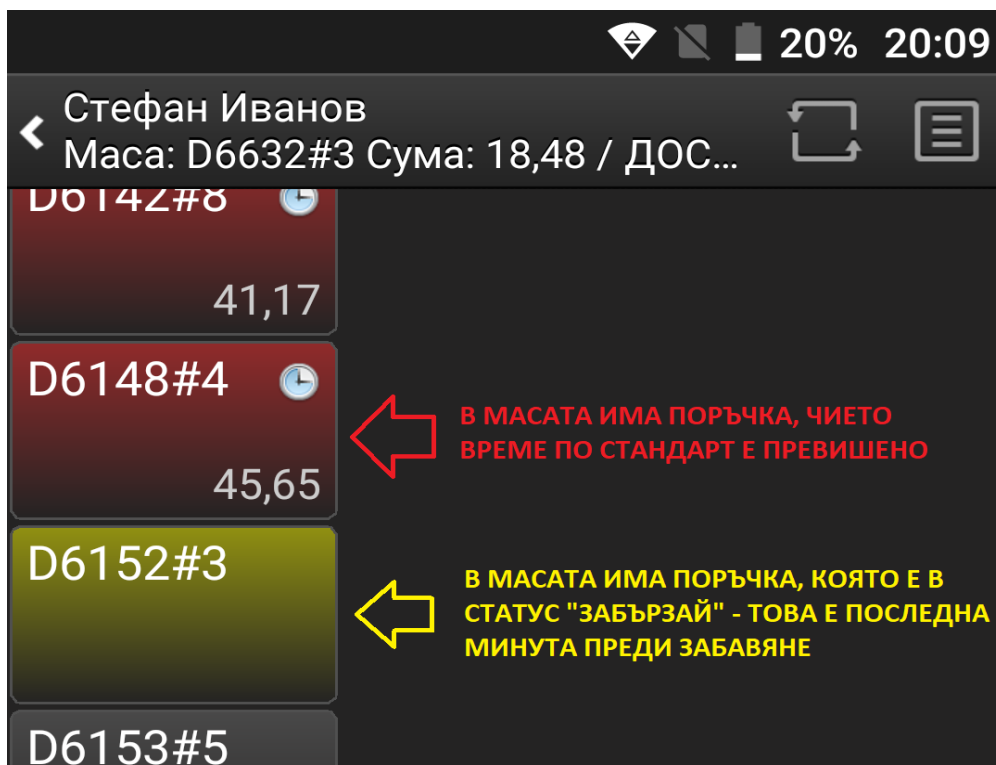 20% 20:09
Стефан Иванов
Маса: D6632#3 Сума: 18,48 / ДОС...
D6142#8
41,17
D6148#4
45,65
В МАСАТА ИМА ПОРЪЧКА, ЧИЕТО
ВРЕМЕ ПО СТАНДАРТ Е ПРЕВИШЕНО
D6152#3
В МАСАТА ИМА ПОРЪЧКА, КОЯТО Е В
СТАТУС "ЗАБЪРЗАЙ" - ТОВА Е ПОСЛЕДНА
МИНУТА ПРЕДИ ЗАБАВЯНЕ
D6153#5